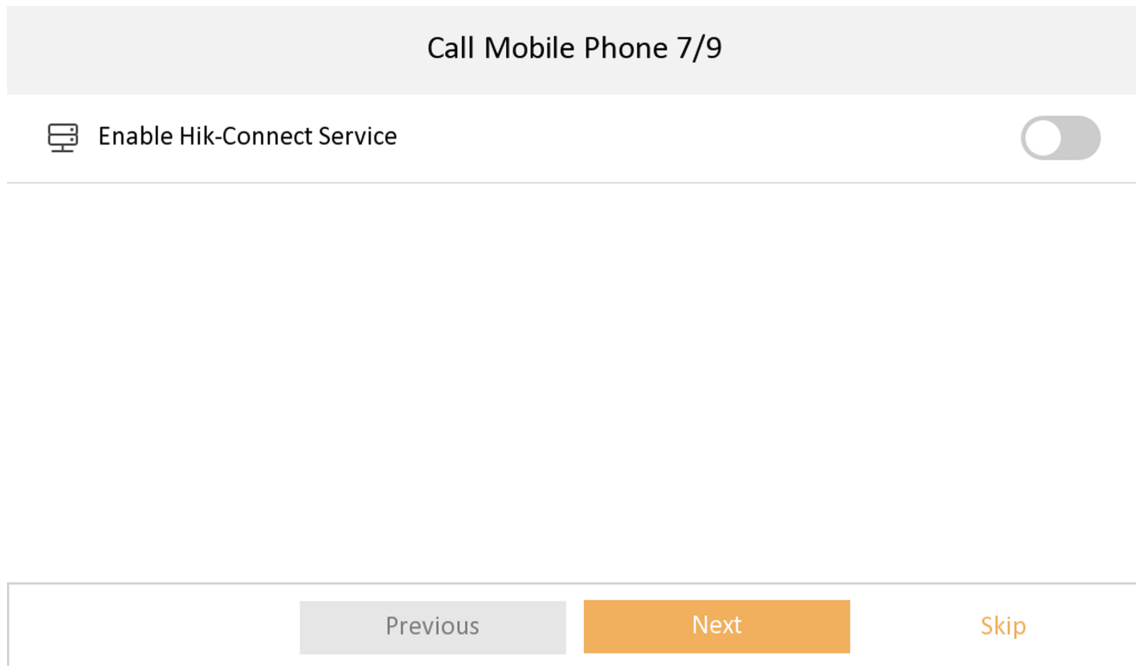 Call Mobile Phone 7/9
Enable Hik-Connect Service
Previous
Next
Skip